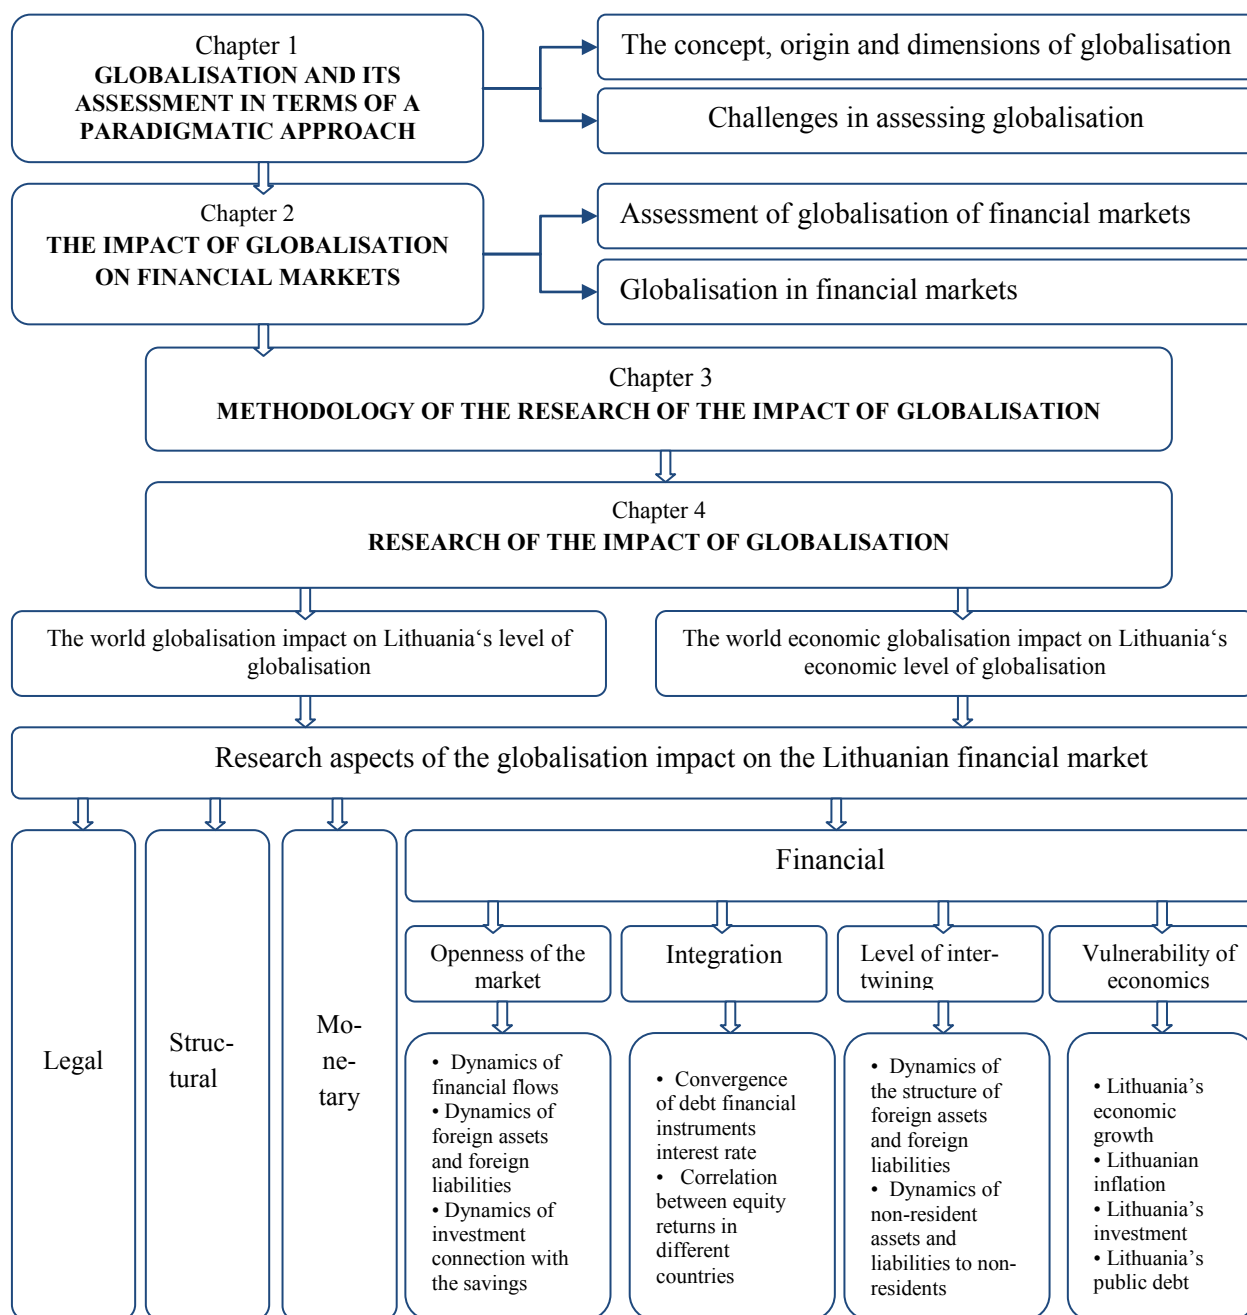 Chapter 1
GLOBALISATION AND ITS
ASSESSMENT IN TERMS OF A
PARADIGMATIC APPROACH
The concept, origin and dimensions of globalisation
Challenges in assessing globalisation
Chapter 2
THE IMPACT OF GLOBALISATION
ON FINANCIAL MARKETS
Assessment of globalisation of financial markets
Globalisation in financial markets
Chapter 3
METHODOLOGY OF THE RESEARCH OF THE IMPACT OF GLOBALISATION
Chapter 4
RESEARCH OF THE IMPACT OF GLOBALISATION
The world globalisation impact on Lithuania‘s level of
globalisation
The world economic globalisation impact on Lithuania‘s
economic level of globalisation
Research aspects of the globalisation impact on the Lithuanian financial market
Legal
Struc-
tural
Mo-
ne-
tary
Financial
Openness of the
market
Integration
Level of inter-
twining
Vulnerability of
economics
• Dynamics of
financial flows
• Dynamics of
foreign assets
and foreign
liabilities
• Dynamics of
investment
connection with
the savings
• Convergence
of debt financial
instruments
interest rate
• Correlation
between equity
returns in
different
countries
• Dynamics of
the structure of
foreign assets
and foreign
liabilities
• Dynamics of
non-resident
assets and
liabilities to non-
residents
• Lithuania’s
economic
growth
• Lithuanian
inflation
• Lithuania’s
investment
• Lithuania’s
public debt